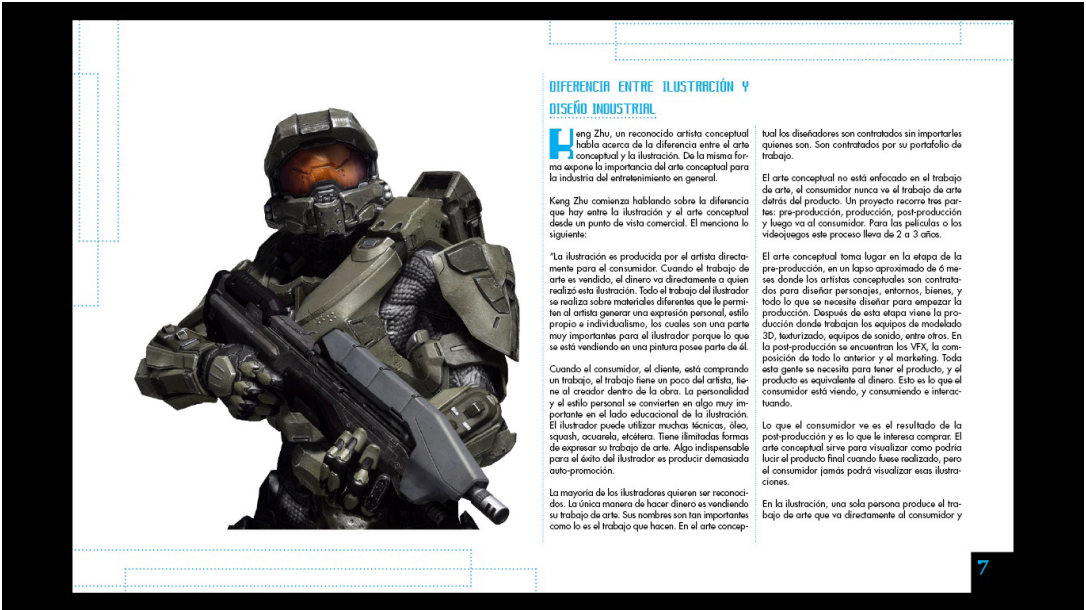 DIFERENCIA ENTRE ILUSTRACIÓN Y
DISEÑO INDUSTRIAL
Keng Zhu, un reconocido artista conceptual
habla acerca de la diferencia entre el arte
conceptual y la ilustración. De la misma for-
ma expone la importancia del arte conceptual para
la industria del entretenimiento en general.
Keng Zhu comienza hablando sobre la diferencia
que hay entre la ilustración y el arte conceptual
desde un punto de vista comercial. El menciona lo
siguiente:
“La ilustración es producida por el artista directa-
mente para el consumidor. Cuando el trabajo de
arte es vendido, el dinero va directamente a quien
realizó esta ilustración. Todo el trabajo del ilustrador
se realiza sobre materiales diferentes que le permi-
ten al artista generar una expresión personal, estilo
propio e individualismo, los cuales son una parte
muy importantes para el ilustrador porque lo que
se está vendiendo en una pintura posee parte de él.
Cuando el consumidor, el cliente, está comprando
un trabajo, el trabajo tiene un poco del artista, tie-
ne al creador dentro de la obra. La personalidad
y el estilo personal se convierten en algo muy im-
portante en el lado educacional de la ilustración.
El ilustrador puede utilizar muchas técnicas, óleo,
squash, acuarela, etcétera. Tiene ilimitadas formas
de expresar su trabajo de arte. Algo indispensable
para el éxito del ilustrador es producir demasiada
auto-promoción.
La mayoría de los ilustradores quieren ser reconoci-
dos. La única manera de hacer dinero es vendiendo
su trabajo de arte. Sus nombres son tan importantes
como lo es el trabajo que hacen. En el arte concep-
tual los diseñadores son contratados sin importarles
quienes son. Son contratados por su portafolio de
trabajo.
El arte conceptual no está enfocado en el trabajo
de arte, el consumidor nunca ve el trabajo de arte
detrás del producto. Un proyecto recorre tres par-
tes: pre-producción, producción, post-producción
y luego va al consumidor. Para las películas o los
videojuegos este proceso lleva de 2 a 3 años.
El arte conceptual toma lugar en la etapa de la
pre-producción, en un lapso aproximado de 6 me-
ses donde los artistas conceptuales son contrata-
dos para diseñar personajes, entornos, bienes, y
todo lo que se necesite diseñar para empezar la
producción. Después de esta etapa viene la pro-
ducción donde trabajan los equipos de modelado
3D, texturizado, equipos de sonido, entre otros. En
la post-producción se encuentran los VFX, la com-
posición de todo lo anterior y el marketing. Toda
esta gente se necesita para tener el producto, y el
producto es equivalente al dinero. Esto es lo que el
consumidor está viendo, y consumiendo e interac-
tuando.
Lo que el consumidor ve es el resultado de la
post-producción y es lo que le interesa comprar. El
arte conceptual sirve para visualizar como podría
lucir el producto final cuando fuese realizado, pero
el consumidor jamás podrá visualizar esas ilustra-
ciones.
En la ilustración, una sola persona produce el tra-
bajo de arte que va directamente al consumidor y
7